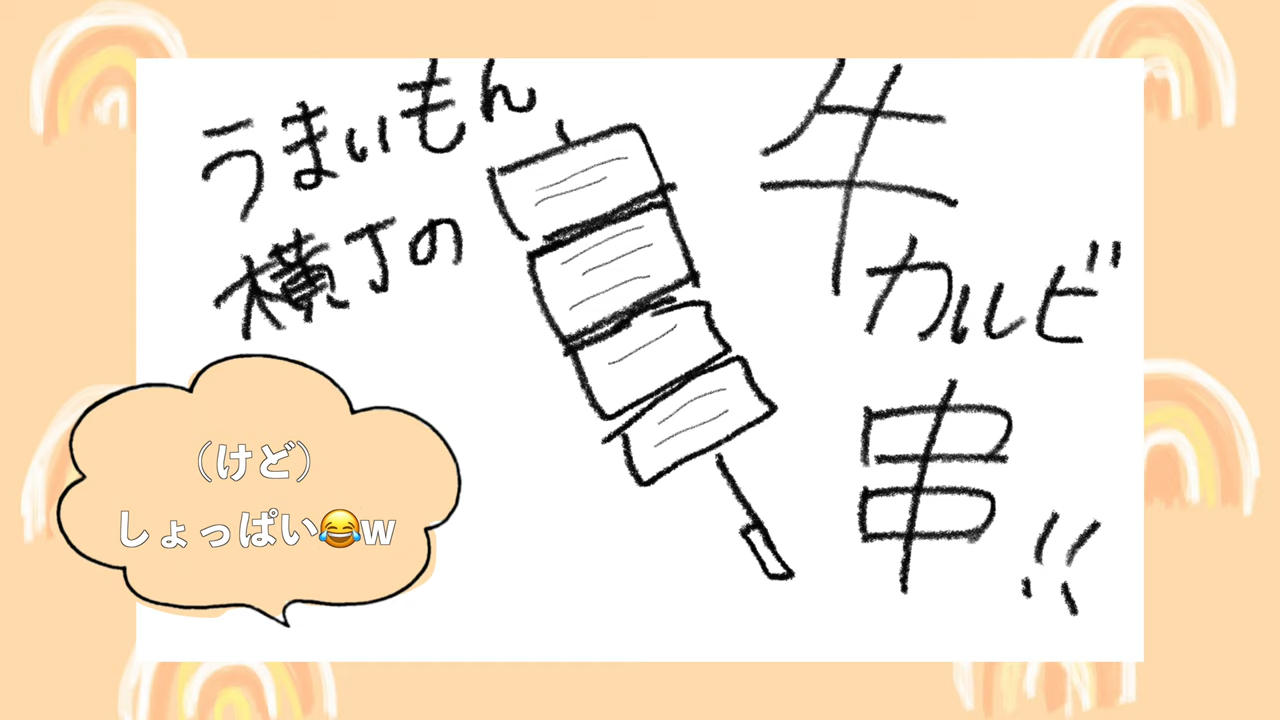 うまいもん
横丁の
牛
カルビ
串!!
（けど）
しょっぱい😂w